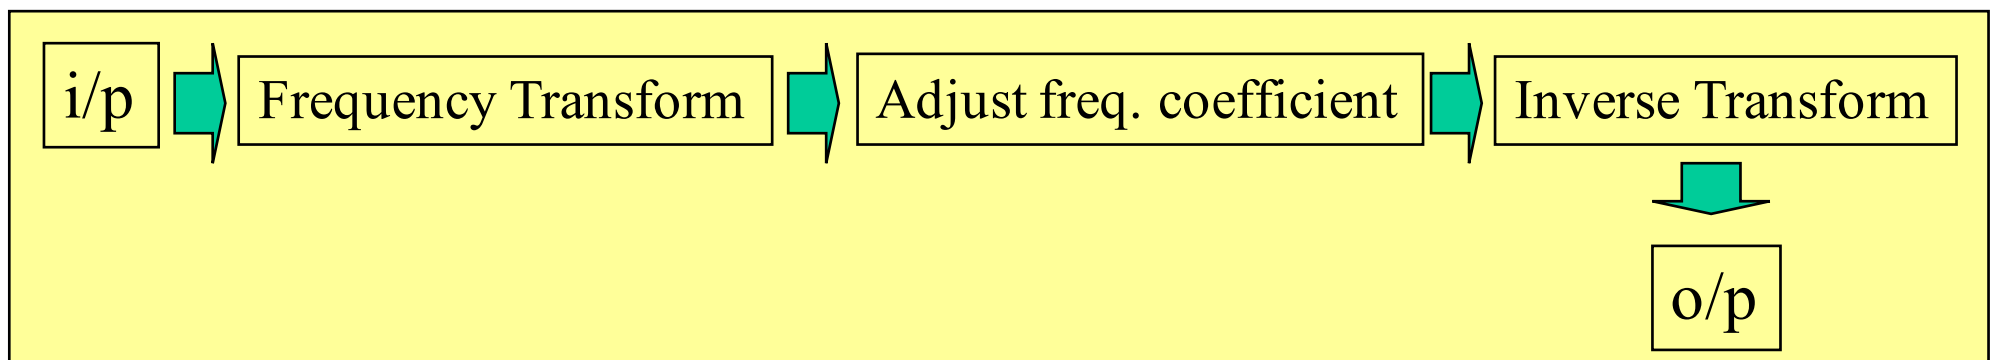 i/p
Frequency Transform
Adjust freq. coefficient
Inverse Transform
o/p